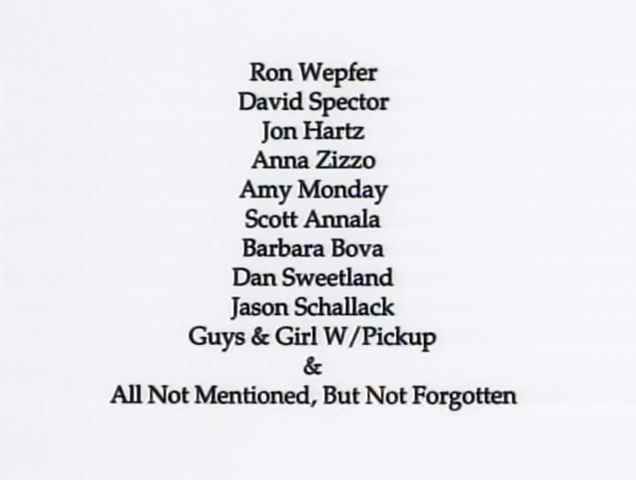 Ron Wepfer
David Spector
Jon Hartz
Anna Zizzo
Amy Monday
Scott Annala
Barbara Bova
Dan Sweetland
Jason Schallack
Guys & Girl W/Pickup
&
All Not Mentioned, But Not Forgotten